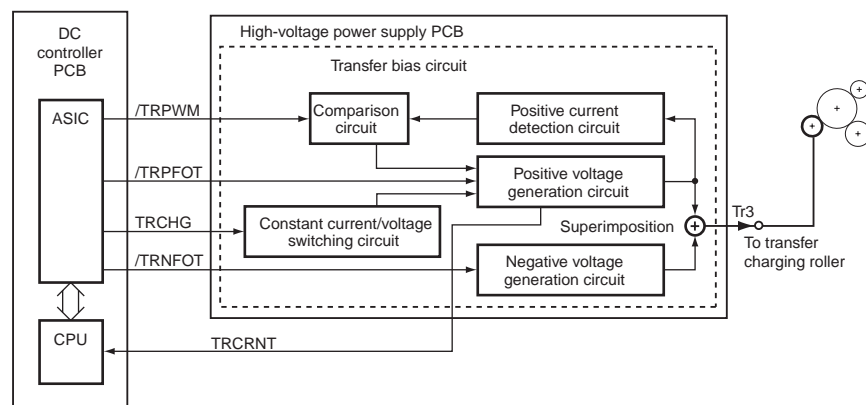 DC
controller
PCB
High-voltage power supply PCB
Transfer bias circuit
ASIC
/TRPWM
Comparison
circuit
Positive current
detection circuit
/TRPFOT
Positive voltage
generation circuit
TRCHG
Constant current/voltage
switching circuit
Superimposition
Tr3
To transfer
charging roller
/TRNFOT
Negative voltage
generation circuit
CPU
TRCRNT